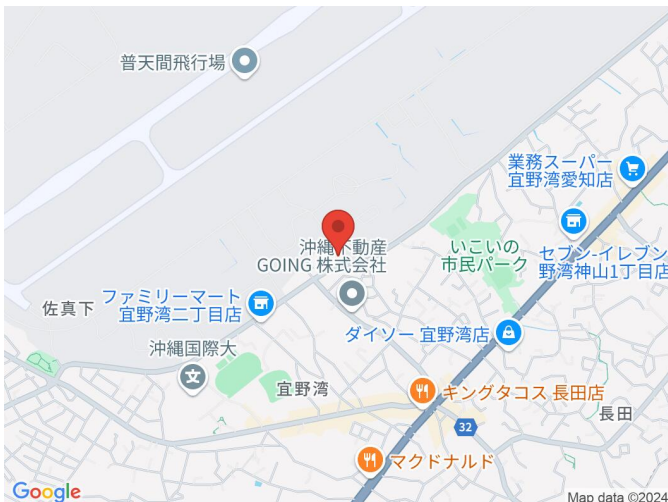 普天間飛行場
業務スーパー
宜野湾愛知店
沖縄不動産
GOING 株式会社
いこいの
市民パーク
セブン-イレブン
野湾神山1丁目店
ファミリーマート
宜野湾二丁目店
佐真下
ダイソー 宜野湾店
沖縄国際大
宜野湾
キングタコス 長田店
長田
32
マクドナルド
Google
Map data ©2024